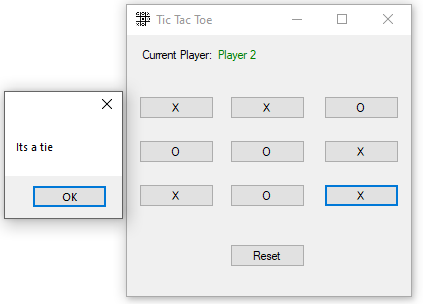 Tic Tac Toe
Current Player: Player 2
X X O
O O X
X O X
Reset
Its a tie
OK